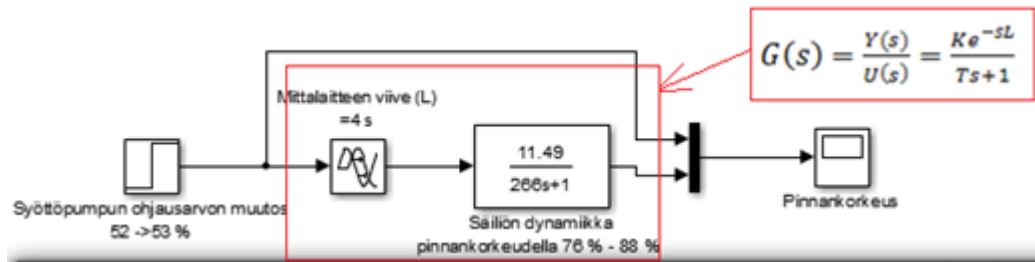 G(s) = Y(s)/U(s) = Ke^{-sL}/Ts+1
Mittalaitteen viive (L)
=4 s
11.49
266s+1
Syöttöpumpun ohjausarvon muutos
52 ->53 %
Säiliön dynamiikka
pinnankorkeudella 76 % - 88 %
Pinnankorkeus